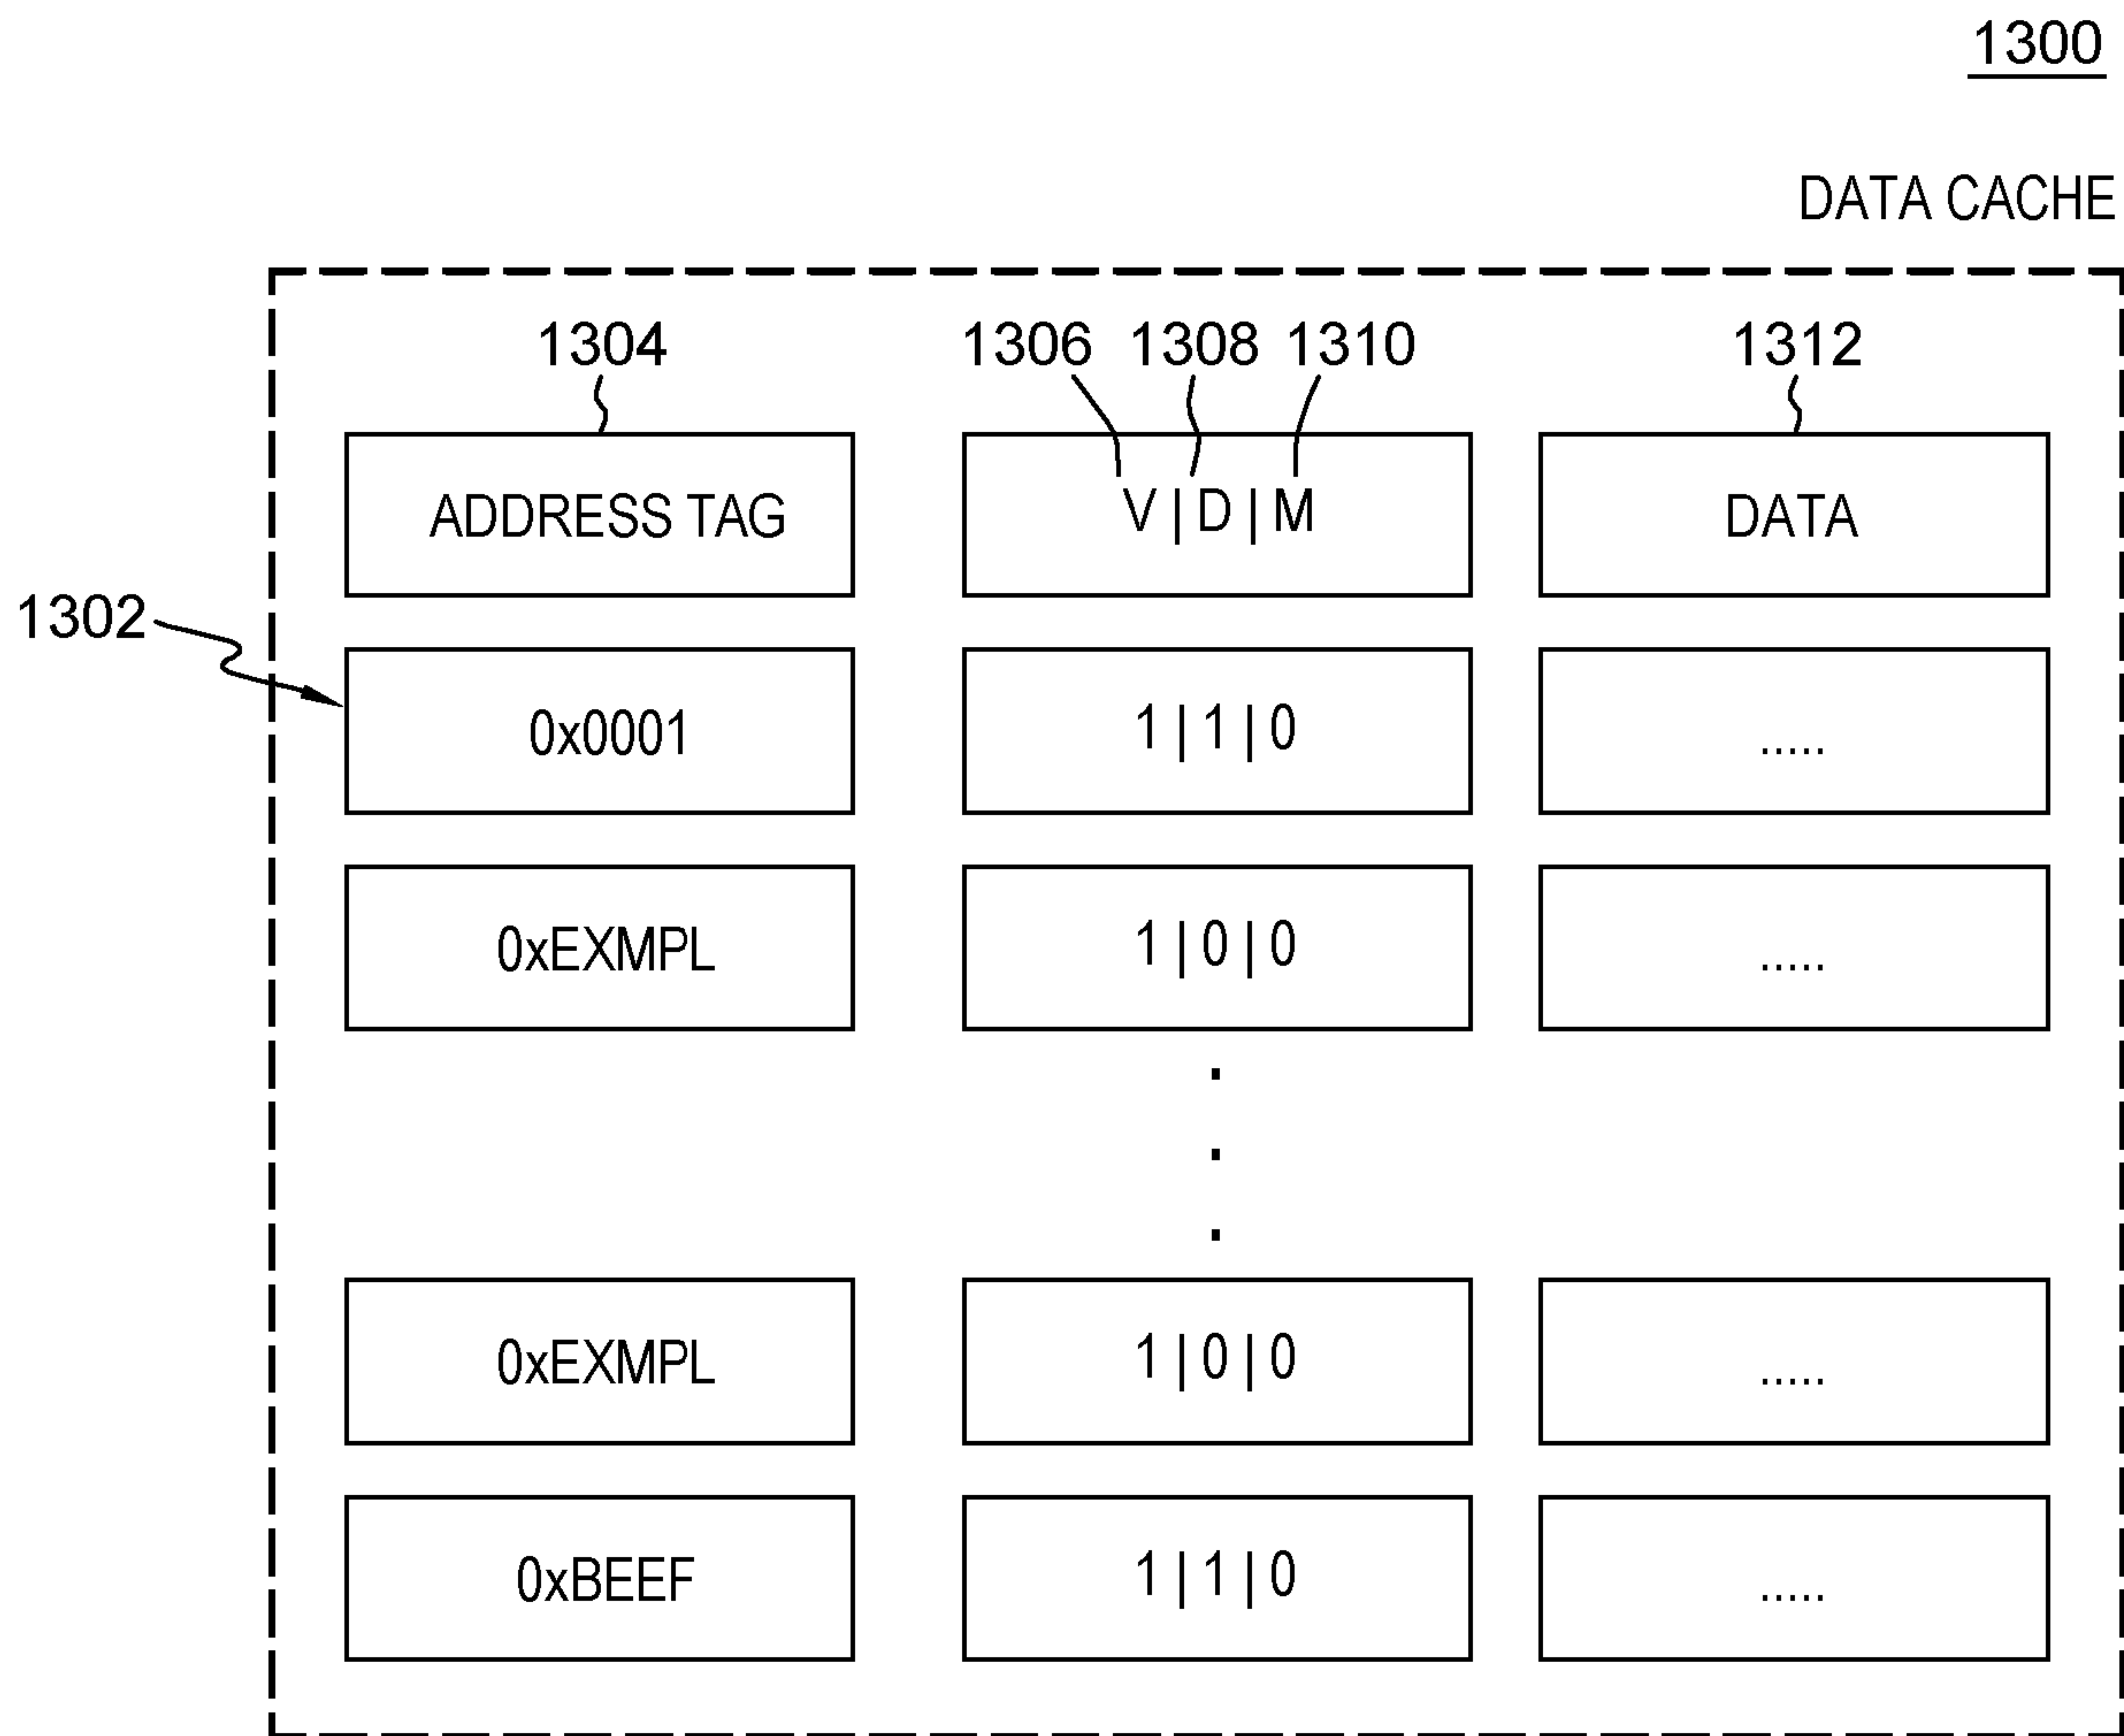 1300
DATA CACHE
1304 1306 1308 1310 1312
ADDRESS TAG V | D | M DATA
1302
0x0001 1 | 1 | 0 .....
0xEXMPL 1 | 0 | 0 .....
.
.
.
0xEXMPL 1 | 0 | 0 .....
0xBEEF 1 | 1 | 0 .....